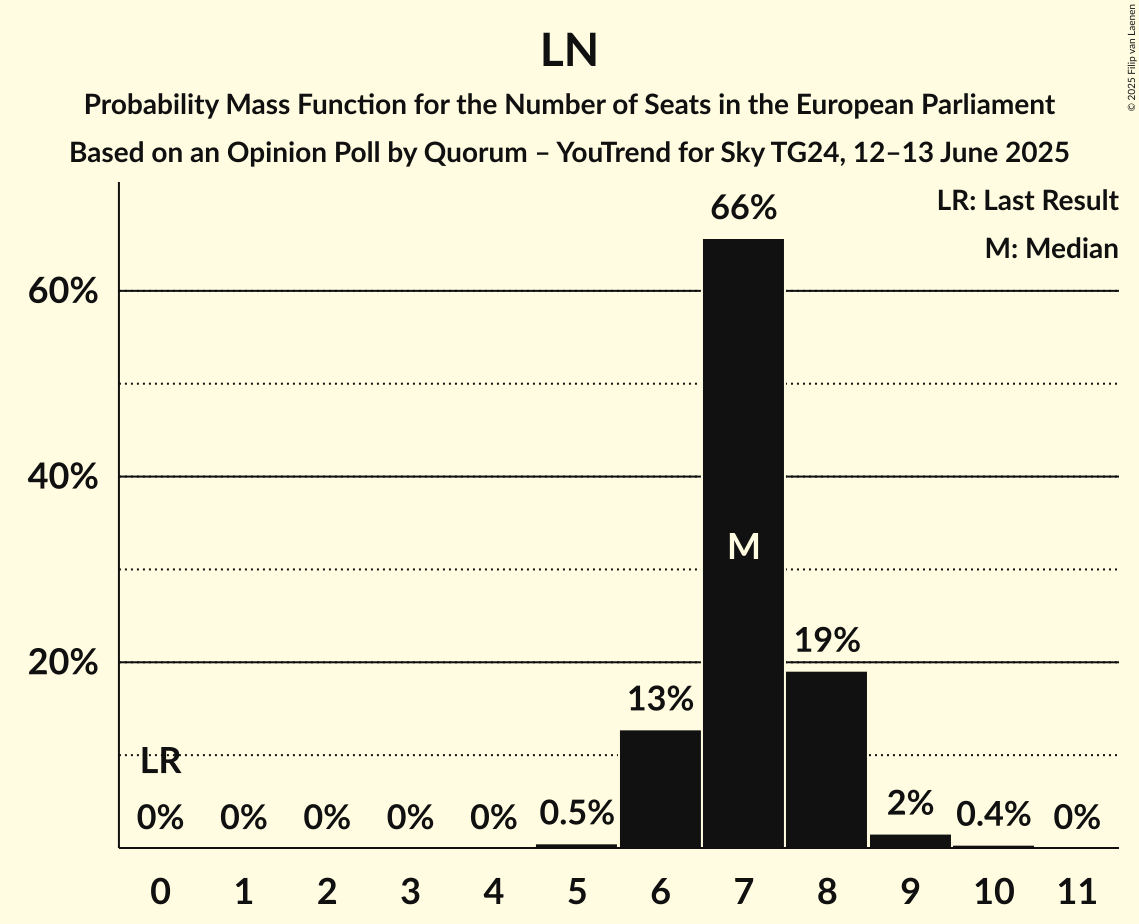 LN
Probability Mass Function for the Number of Seats in the European Parliament
Based on an Opinion Poll by Quorum – YouTrend for Sky TG24, 12–13 June 2025
© 2025 Filip van Laenen
LR: Last Result
M: Median
60%
40%
20%
LR
M
0%
0%
0%
0%
0%
0.5%
13%
66%
19%
2%
0.4%
0%
0 1 2 3 4 5 6 7 8 9 10 11